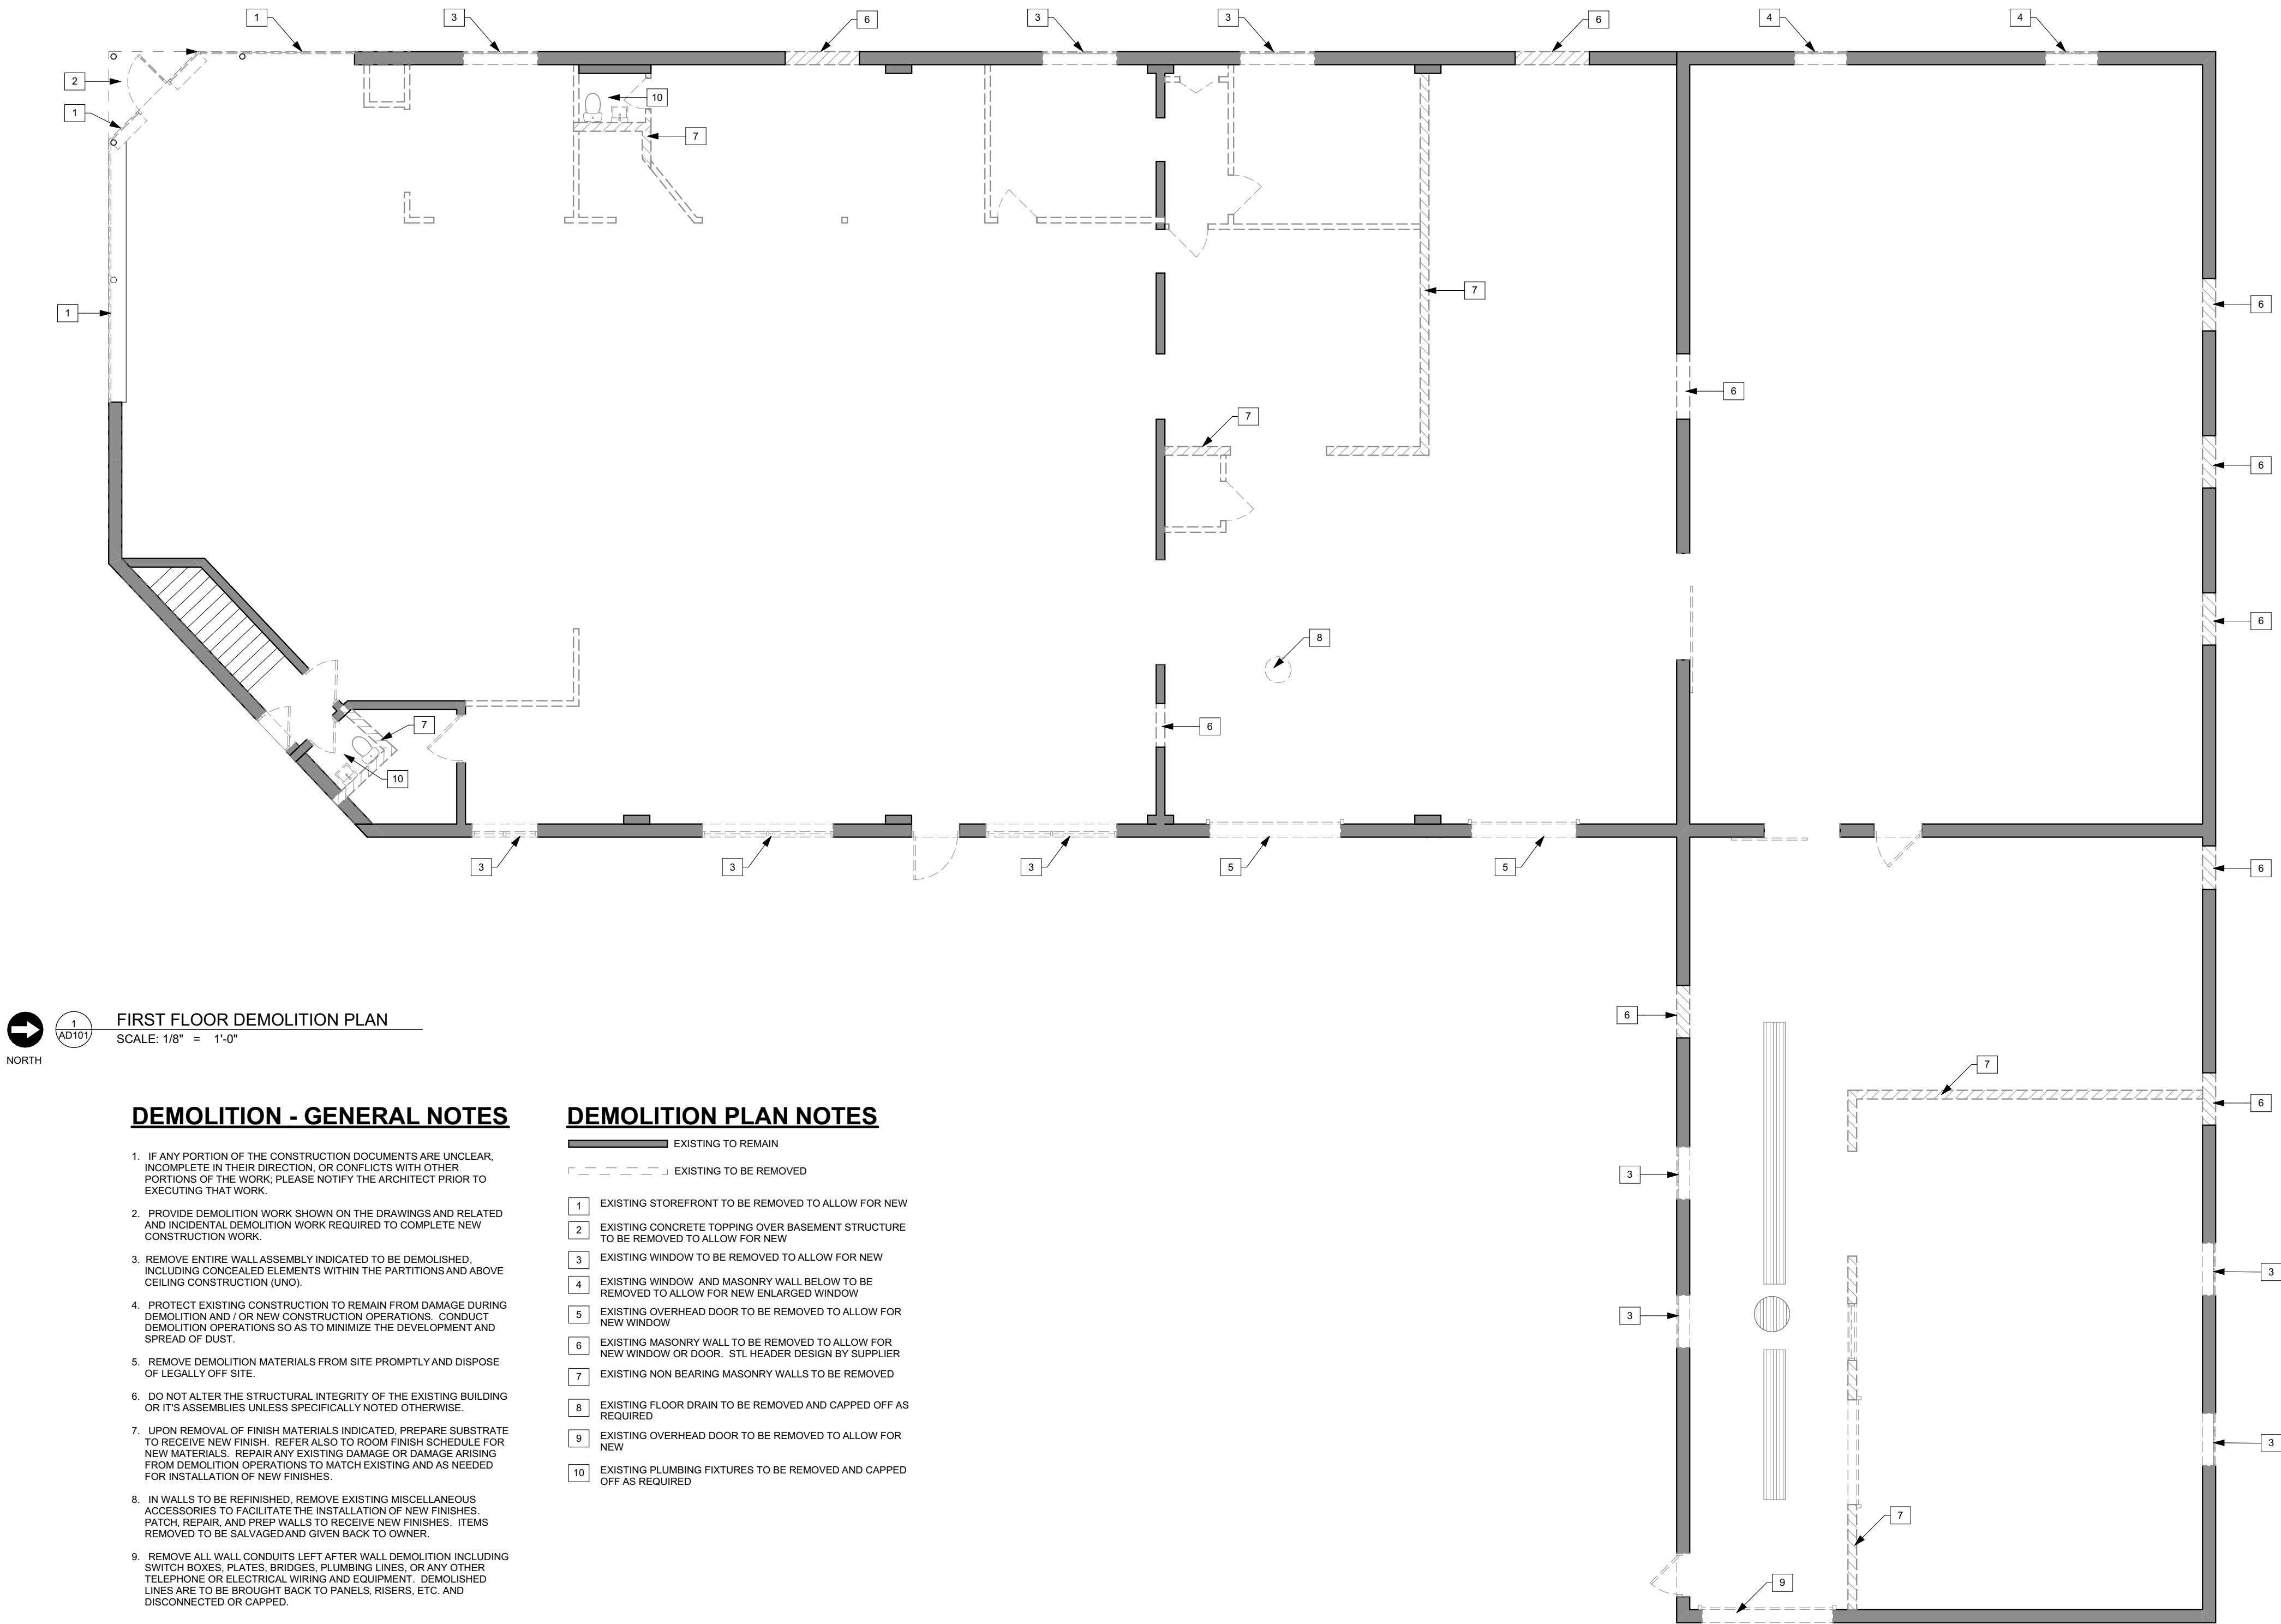 1
3
6
3
3
6
4
4
2
10
1
7
6
7
1
6
7
6
6
8
7
6
10
3
3
3
5
5
6
6
1
AD101
FIRST FLOOR DEMOLITION PLAN
SCALE: 1/8" = 1'-0"
NORTH
7
6
3
3
3
3
7
9
DEMOLITION - GENERAL NOTES
1. IF ANY PORTION OF THE CONSTRUCTION DOCUMENTS ARE UNCLEAR,
INCOMPLETE IN THEIR DIRECTION, OR CONFLICTS WITH OTHER
PORTIONS OF THE WORK; PLEASE NOTIFY THE ARCHITECT PRIOR TO
EXECUTING THAT WORK.
2. PROVIDE DEMOLITION WORK SHOWN ON THE DRAWINGS AND RELATED
AND INCIDENTAL DEMOLITION WORK REQUIRED TO COMPLETE NEW
CONSTRUCTION WORK.
3. REMOVE ENTIRE WALL ASSEMBLY INDICATED TO BE DEMOLISHED,
INCLUDING CONCEALED ELEMENTS WITHIN THE PARTITIONS AND ABOVE
CEILING CONSTRUCTION (UNO).
4. PROTECT EXISTING CONSTRUCTION TO REMAIN FROM DAMAGE DURING
DEMOLITION AND / OR NEW CONSTRUCTION OPERATIONS. CONDUCT
DEMOLITION OPERATIONS SO AS TO MINIMIZE THE DEVELOPMENT AND
SPREAD OF DUST.
5. REMOVE DEMOLITION MATERIALS FROM SITE PROMPTLY AND DISPOSE
OF LEGALLY OFF SITE.
6. DO NOT ALTER THE STRUCTURAL INTEGRITY OF THE EXISTING BUILDING
OR IT'S ASSEMBLIES UNLESS SPECIFICALLY NOTED OTHERWISE.
7. UPON REMOVAL OF FINISH MATERIALS INDICATED, PREPARE SUBSTRATE
TO RECEIVE NEW FINISH. REFER ALSO TO ROOM FINISH SCHEDULE FOR
NEW MATERIALS. REPAIR ANY EXISTING DAMAGE OR DAMAGE ARISING
FROM DEMOLITION OPERATIONS TO MATCH EXISTING AND AS NEEDED
FOR INSTALLATION OF NEW FINISHES.
8. IN WALLS TO BE REFINISHED, REMOVE EXISTING MISCELLANEOUS
ACCESSORIES TO FACILITATE THE INSTALLATION OF NEW FINISHES.
PATCH, REPAIR, AND PREP WALLS TO RECEIVE NEW FINISHES. ITEMS
REMOVED TO BE SALVAGED AND GIVEN BACK TO OWNER.
9. REMOVE ALL WALL CONDUITS LEFT AFTER WALL DEMOLITION INCLUDING
SWITCH BOXES, PLATES, BRIDGES, PLUMBING LINES, OR ANY OTHER
TELEPHONE OR ELECTRICAL WIRING AND EQUIPMENT. DEMOLISHED
LINES ARE TO BE BROUGHT BACK TO PANELS, RISERS, ETC. AND
DISCONNECTED OR CAPPED.
DEMOLITION PLAN NOTES
EXISTING TO REMAIN
EXISTING TO BE REMOVED
1 EXISTING STOREFRONT TO BE REMOVED TO ALLOW FOR NEW
2 EXISTING CONCRETE TOPPING OVER BASEMENT STRUCTURE
TO BE REMOVED TO ALLOW FOR NEW
3 EXISTING WINDOW TO BE REMOVED TO ALLOW FOR NEW
4 EXISTING WINDOW AND MASONRY WALL BELOW TO BE
REMOVED TO ALLOW FOR NEW ENLARGED WINDOW
5 EXISTING OVERHEAD DOOR TO BE REMOVED TO ALLOW FOR
NEW WINDOW
6 EXISTING MASONRY WALL TO BE REMOVED TO ALLOW FOR
NEW WINDOW OR DOOR. STL HEADER DESIGN BY SUPPLIER
7 EXISTING NON BEARING MASONRY WALLS TO BE REMOVED
8 EXISTING FLOOR DRAIN TO BE REMOVED AND CAPPED OFF AS
REQUIRED
9 EXISTING OVERHEAD DOOR TO BE REMOVED TO ALLOW FOR
NEW
10 EXISTING PLUMBING FIXTURES TO BE REMOVED AND CAPPED
OFF AS REQUIRED